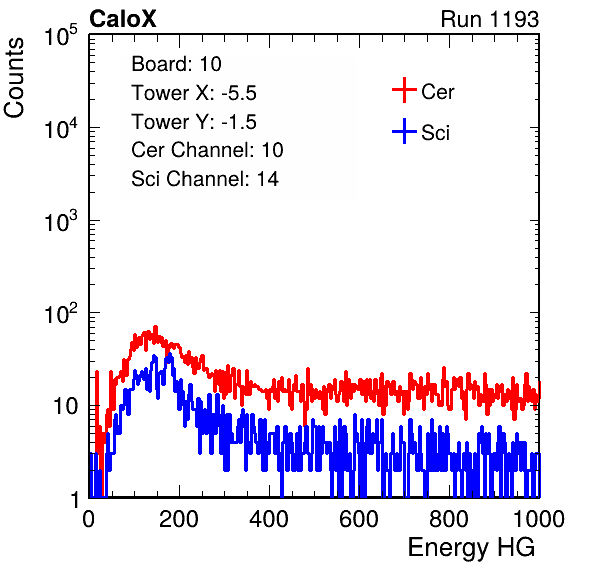 CaloX Run 1193
Counts
10^5
10^4
10^3
10^2
10
1
Board: 10
Tower X: -5.5
Tower Y: -1.5
Cer Channel: 10
Sci Channel: 14
Cer
Sci
0 200 400 600 800 1000
Energy HG